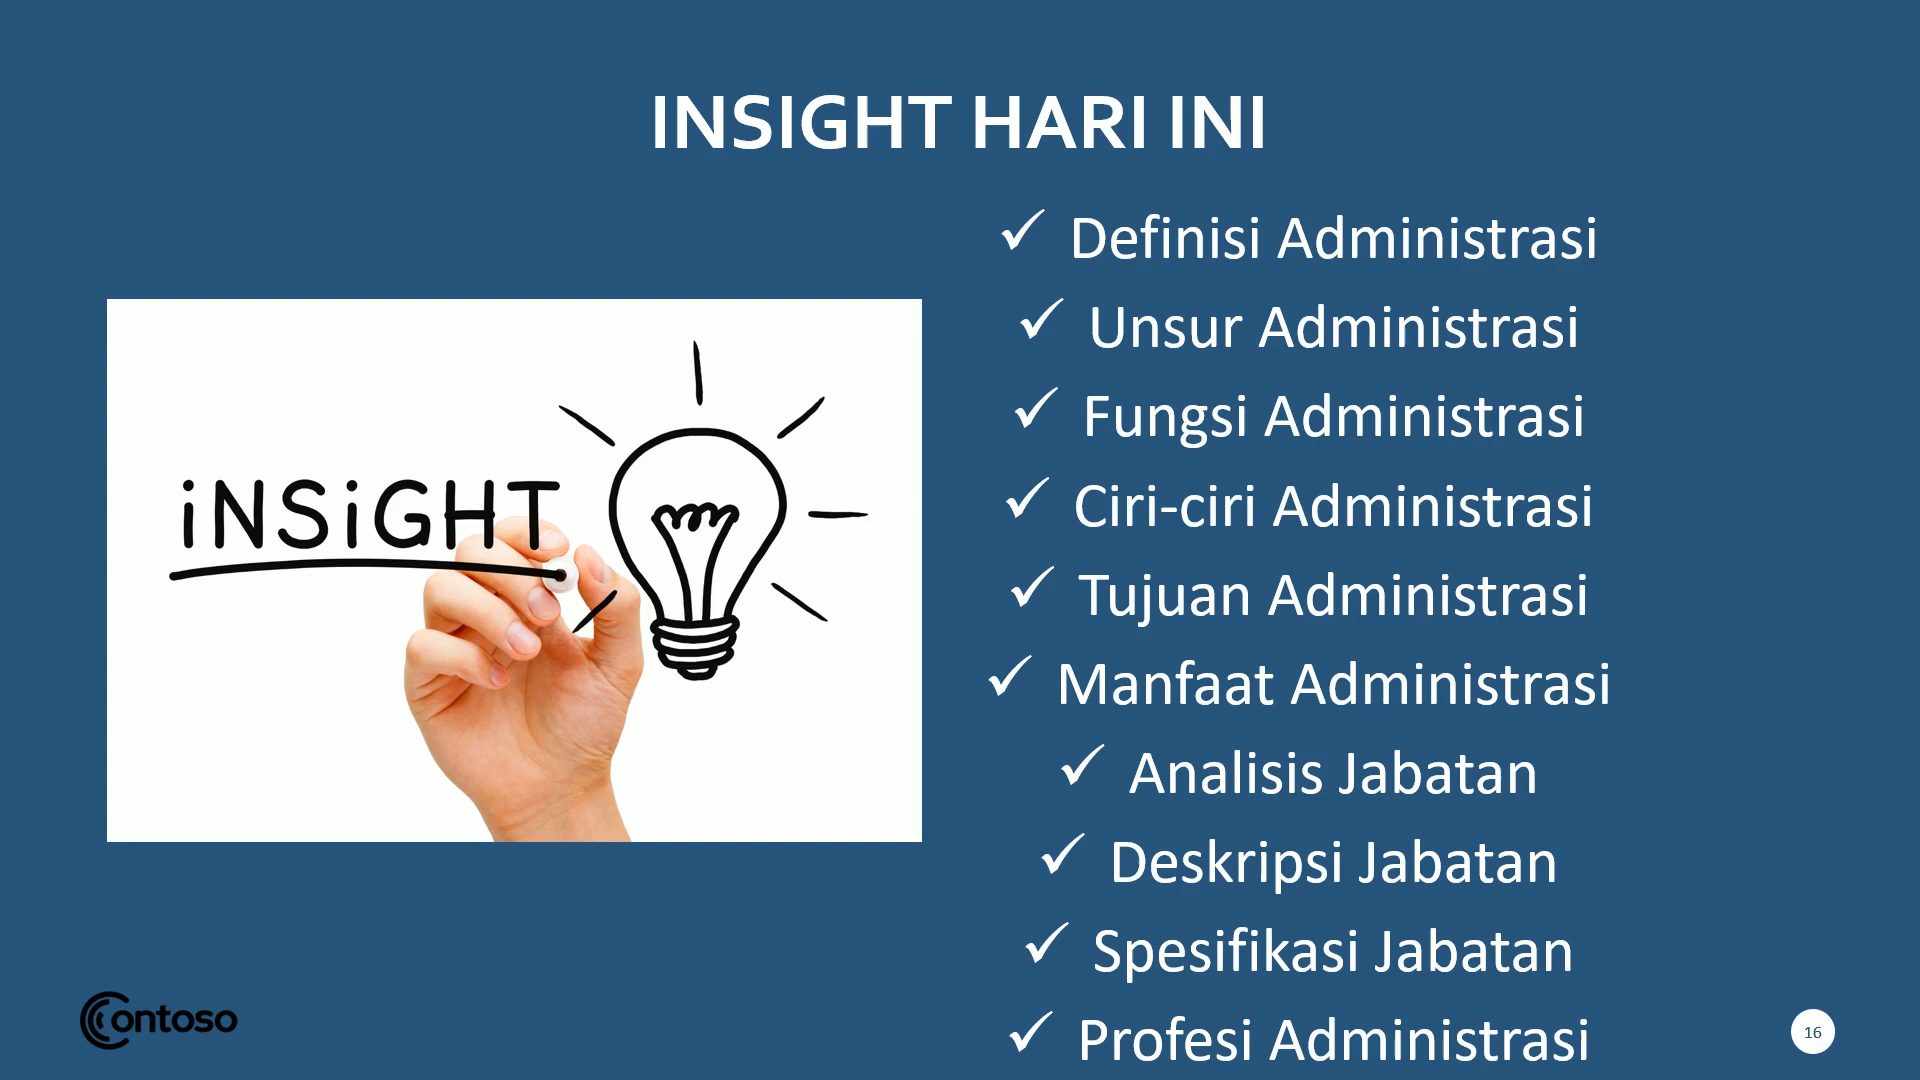 INSIGHT HARI INI
iNSiGHT
✓ Definisi Administrasi
✓ Unsur Administrasi
✓ Fungsi Administrasi
✓ Ciri-ciri Administrasi
✓ Tujuan Administrasi
✓ Manfaat Administrasi
✓ Analisis Jabatan
✓ Deskripsi Jabatan
✓ Spesifikasi Jabatan
✓ Profesi Administrasi
Contoso
16